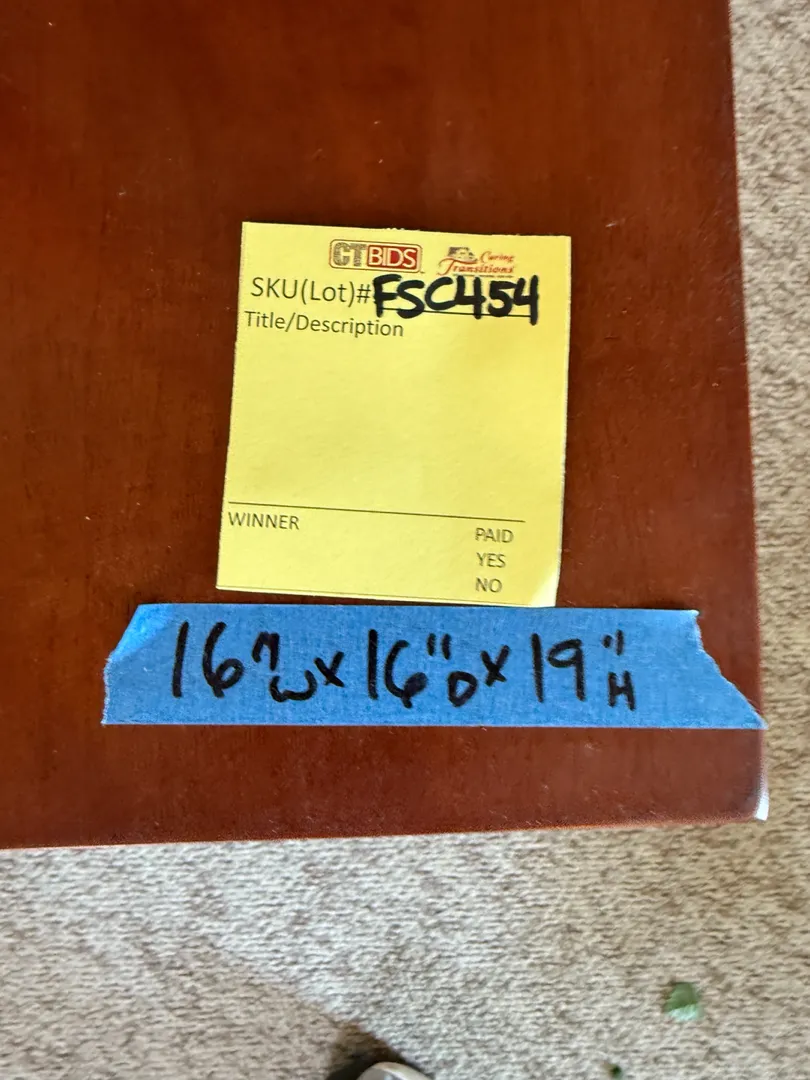 CTBIDS
Caring Transitions
SKU(Lot)#FSC454
Title/Description
WINNER
PAID
YES
NO
16"W x 16"D x 19"H